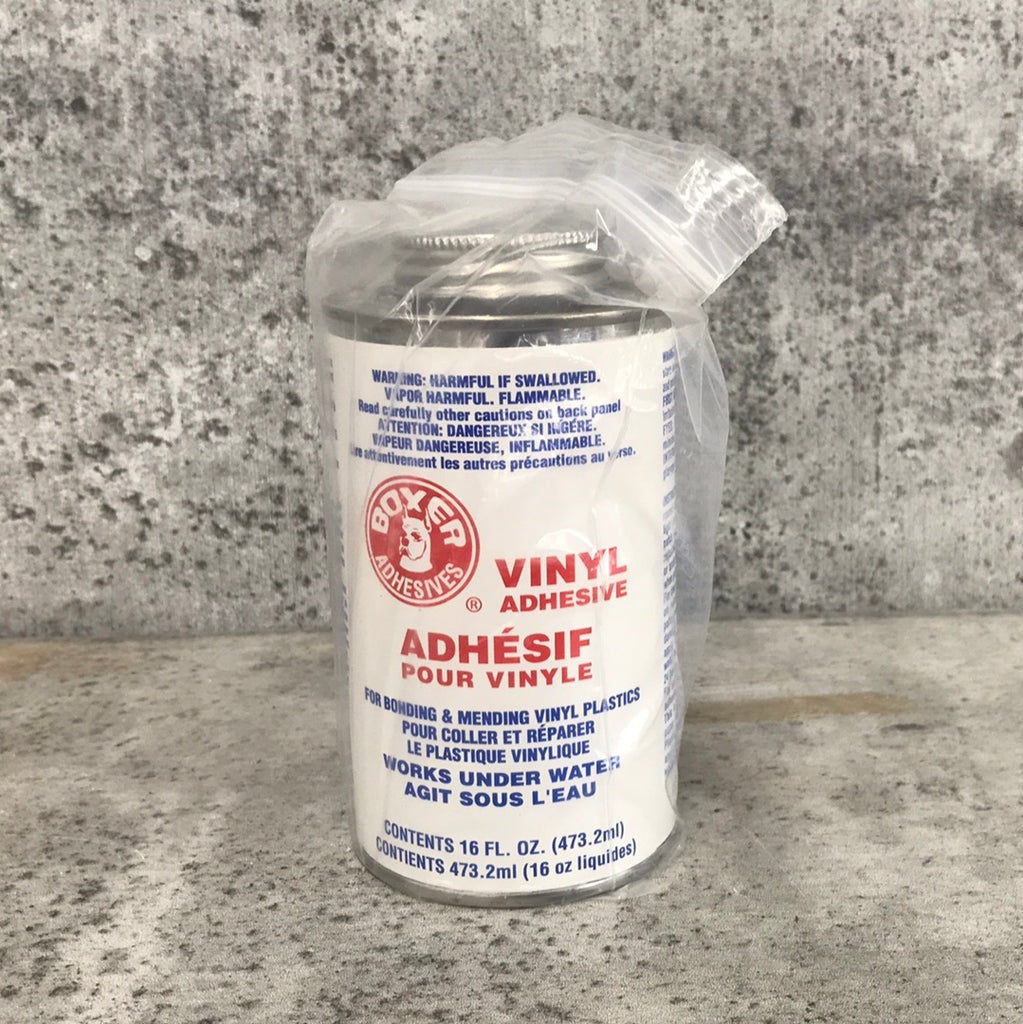 WARNING: HARMFUL IF SWALLOWED.
VAPOR HARMFUL. FLAMMABLE.
Read carefully other cautions on back panel
ATTENTION: DANGEREUX SI INGÉRÉ.
VAPEUR DANGEREUSE, INFLAMMABLE.
attentivement les autres précautions au verso.
BOXER
ADHESIVES
®
VINYL
ADHESIVE
ADHÉSIF
POUR VINYLE
FOR BONDING & MENDING VINYL PLASTICS
POUR COLLER ET RÉPARER
LE PLASTIQUE VINYLIQUE
WORKS UNDER WATER
AGIT SOUS L'EAU
CONTENTS 16 FL. OZ. (473.2ml)
CONTIENTS 473.2ml (16 oz liquides)